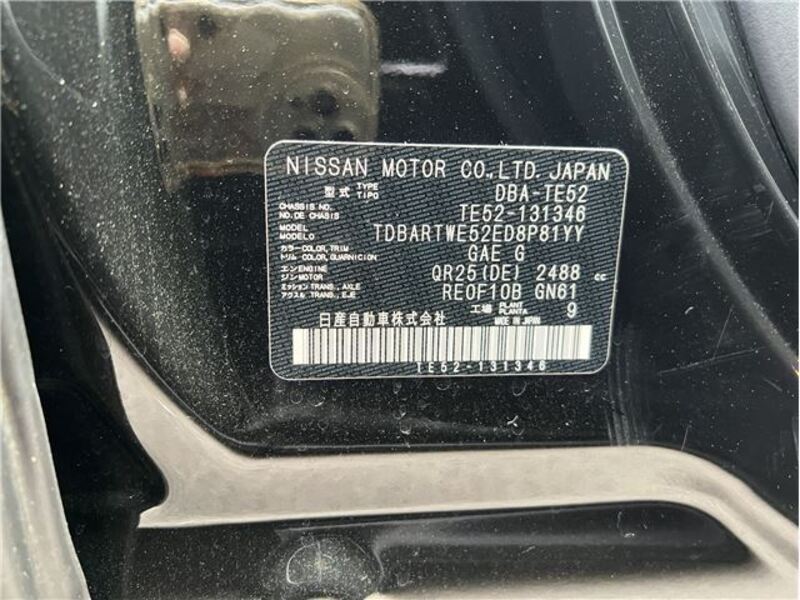 NISSAN MOTOR CO.,LTD. JAPAN
型式 TYPE TIPO DBA-TE52
CHASSIS NO. NO. DE CHASIS TE52-131346
MODEL MODELO TDBARTWE52ED8P81YY
カラー COLOR, TRIM トリム COLOR, GUARNICION GAE G
エンジン ENGINE MOTOR QR25(DE) 2488 cc
ミッション TRANS., AXLE アクスル TRANS., EJE RE0F10B GN61
工場 PLANT PLANTA 9
日産自動車株式会社 MADE IN JAPAN
TE52-131346